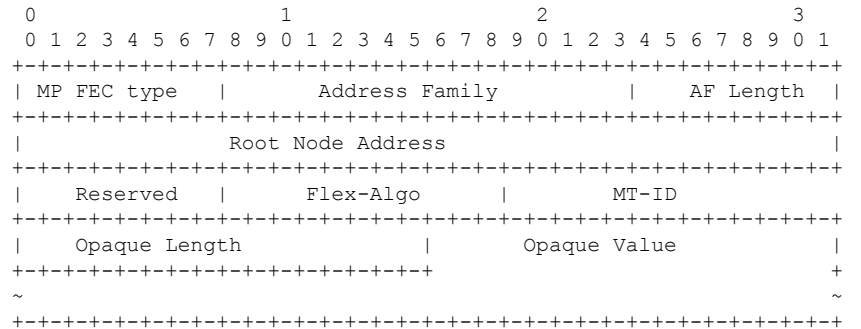 0                   1                   2                   3
 0 1 2 3 4 5 6 7 8 9 0 1 2 3 4 5 6 7 8 9 0 1 2 3 4 5 6 7 8 9 0 1
+-+-+-+-+-+-+-+-+-+-+-+-+-+-+-+-+-+-+-+-+-+-+-+-+-+-+-+-+-+-+-+-+
| MP FEC type   |       Address Family          |    AF Length  |
+-+-+-+-+-+-+-+-+-+-+-+-+-+-+-+-+-+-+-+-+-+-+-+-+-+-+-+-+-+-+-+-+
|                Root Node Address                              |
+-+-+-+-+-+-+-+-+-+-+-+-+-+-+-+-+-+-+-+-+-+-+-+-+-+-+-+-+-+-+-+-+
|    Reserved   |      Flex-Algo      |        MT-ID
+-+-+-+-+-+-+-+-+-+-+-+-+-+-+-+-+-+-+-+-+-+-+-+-+-+-+-+-+-+-+-+-+
|    Opaque Length              |       Opaque Value            |
+-+-+-+-+-+-+-+-+-+-+-+-+-+-+-+-+                               +
~                                                               ~
+-+-+-+-+-+-+-+-+-+-+-+-+-+-+-+-+-+-+-+-+-+-+-+-+-+-+-+-+-+-+-+-+